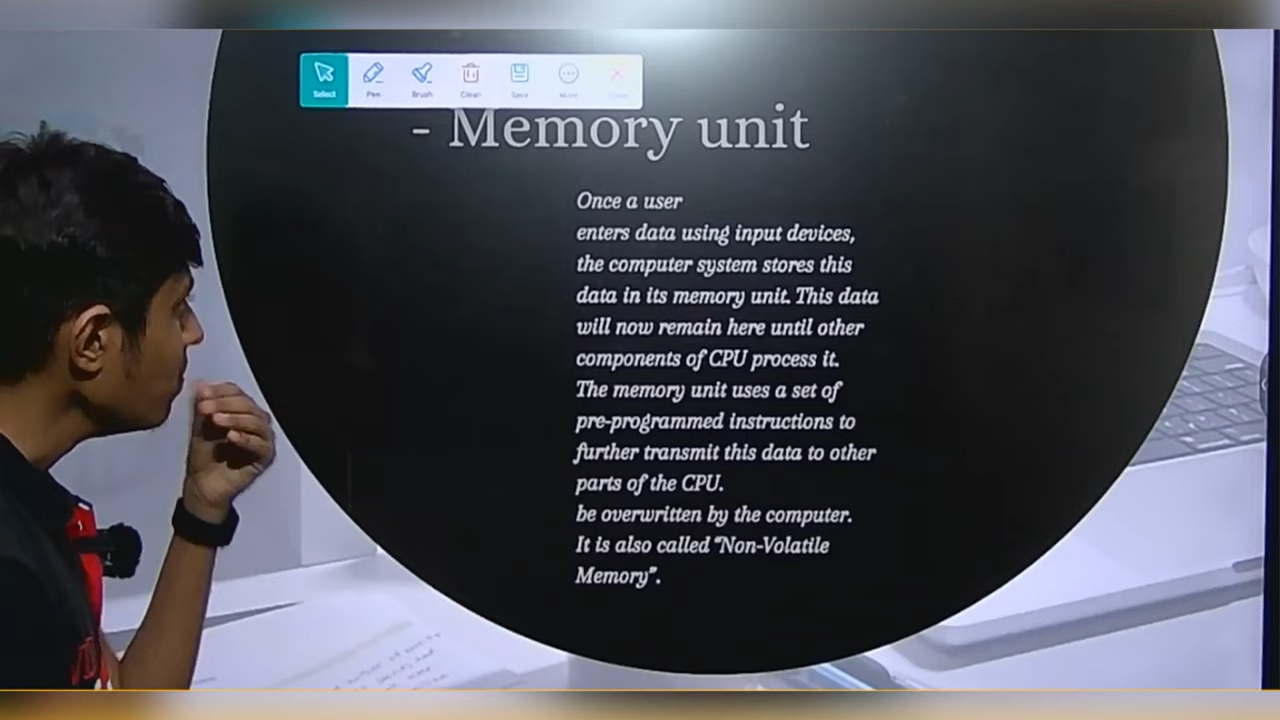 Select
Pen
Brush
Clean
Save
More
- Memory unit
Once a user
enters data using input devices,
the computer system stores this
data in its memory unit. This data
will now remain here until other
components of CPU process it.
The memory unit uses a set of
pre-programmed instructions to
further transmit this data to other
parts of the CPU.
be overwritten by the computer.
It is also called “Non-Volatile
Memory”.